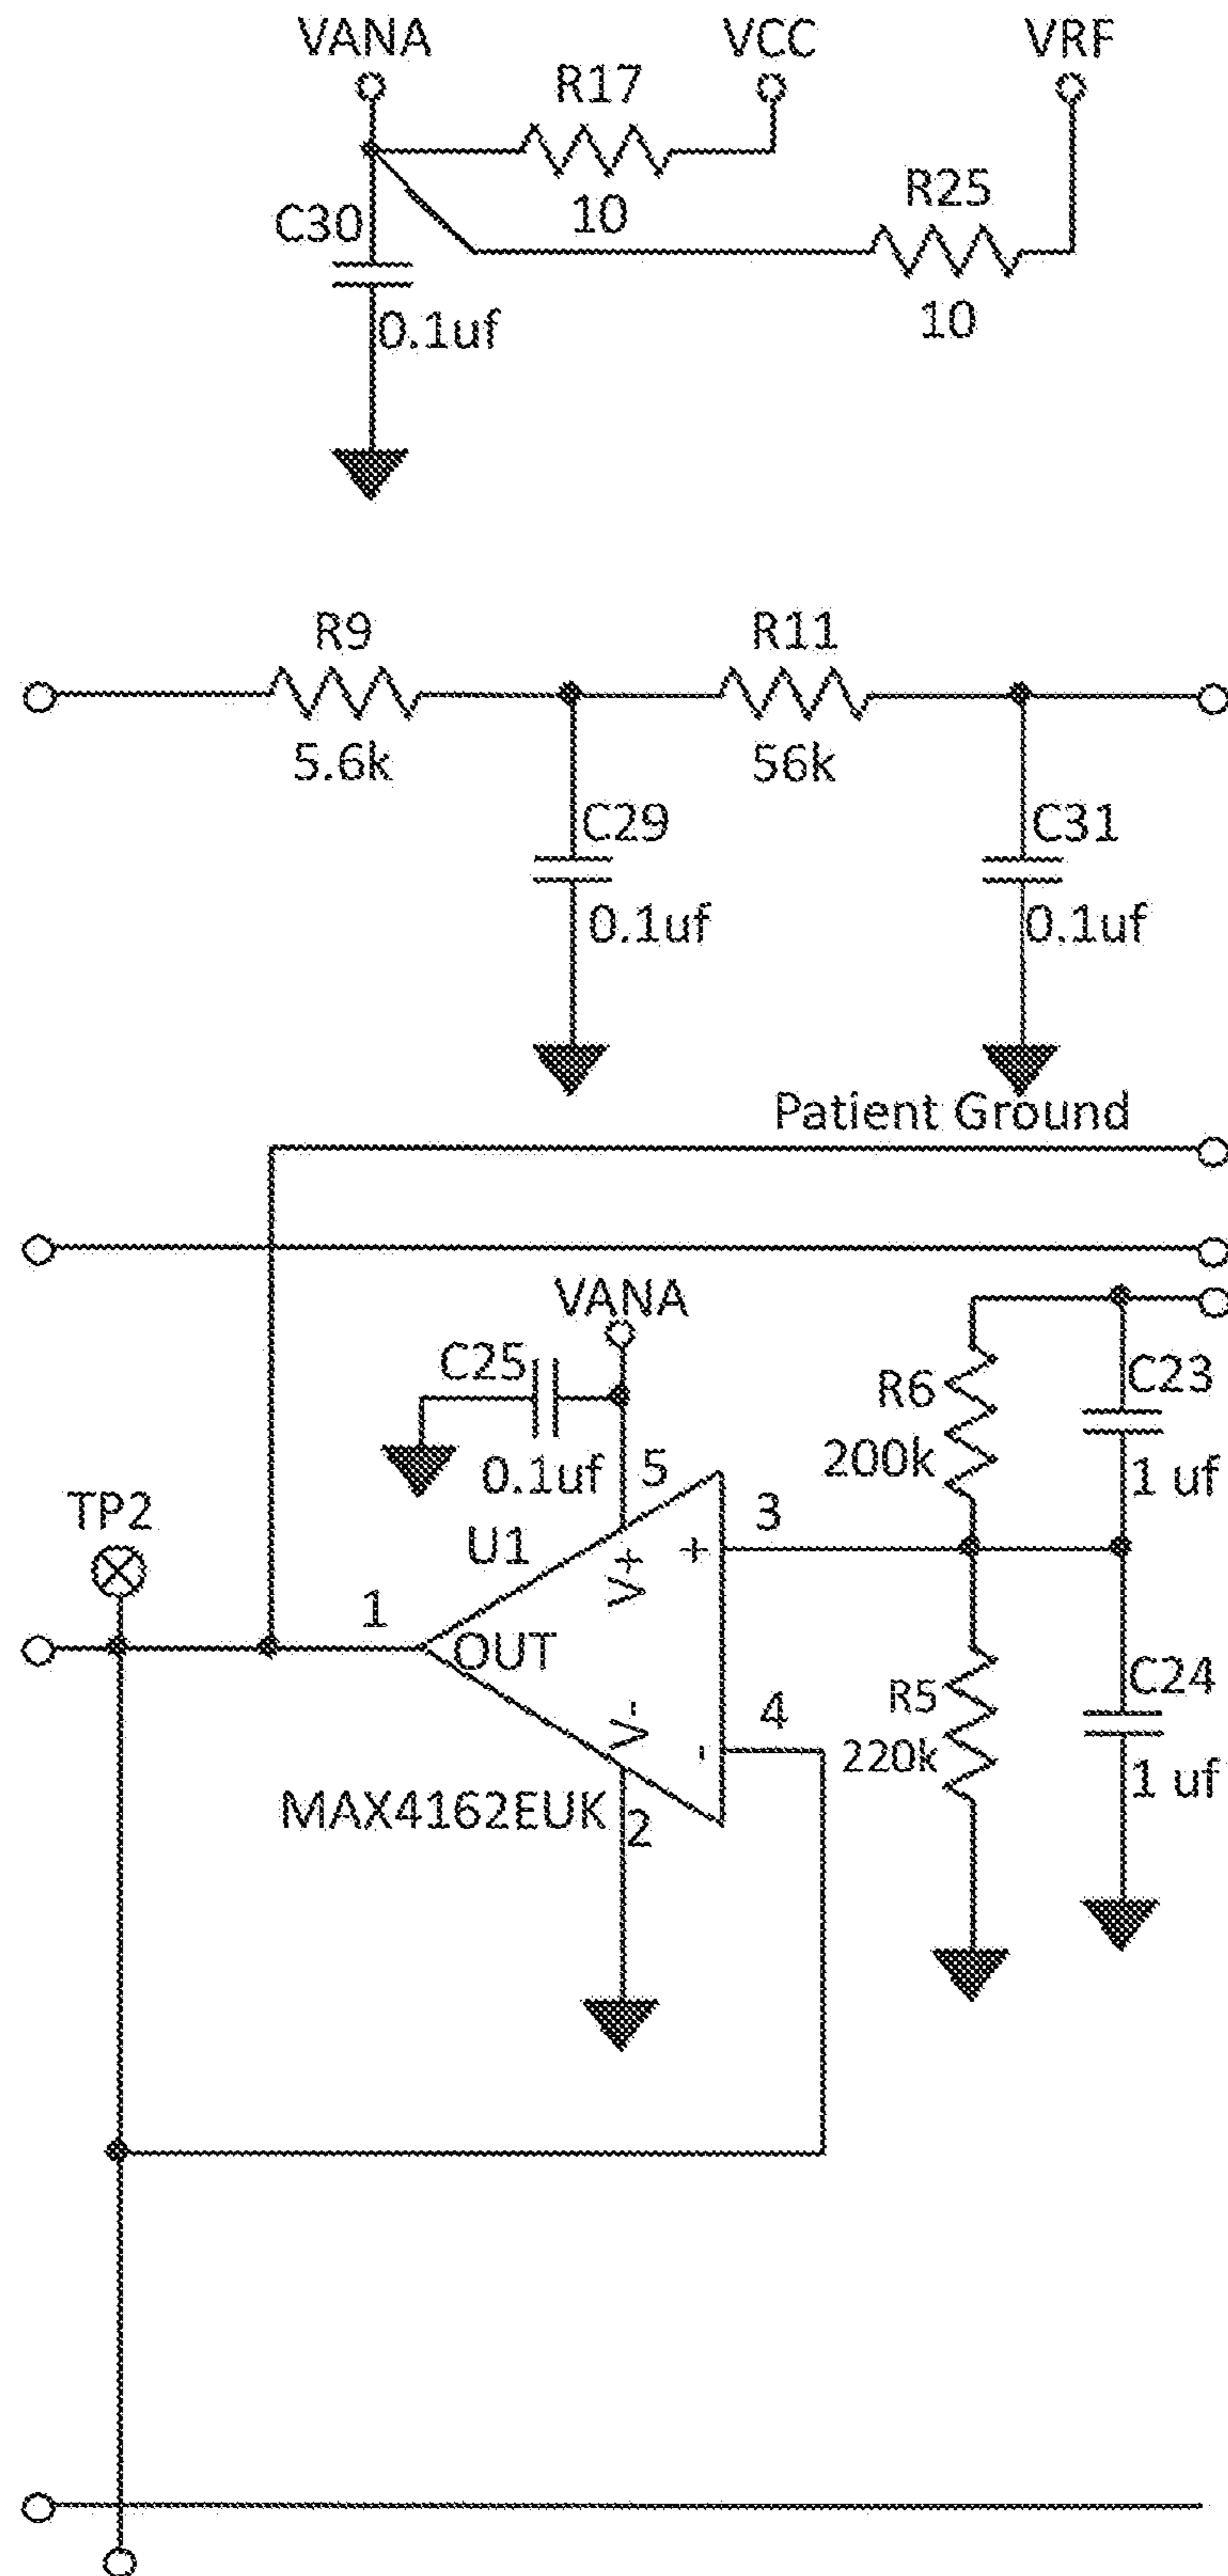 VANA
VCC
VRF
R17
10
R25
10
C30
0.1uf
R9
5.6k
R11
56k
C29
0.1uf
C31
0.1uf
Patient Ground
VANA
C25
0.1uf
R6
200k
C23
1 uf
TP2
U1
5
3
V+
+
1
OUT
V-
4
-
R5
220k
C24
1 uf
MAX4162EUK
2